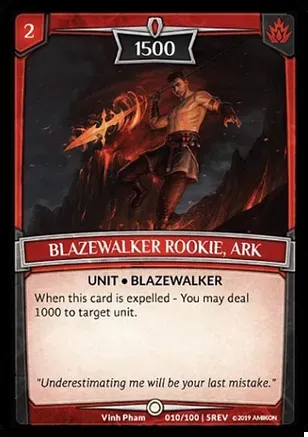 2
1500
BLAZEWALKER ROOKIE, ARK
UNIT • BLAZEWALKER
When this card is expelled - You may deal
1000 to target unit.
"Underestimating me will be your last mistake."
Vinh Pham 010/100 | 5REV ©2019 AMIKON